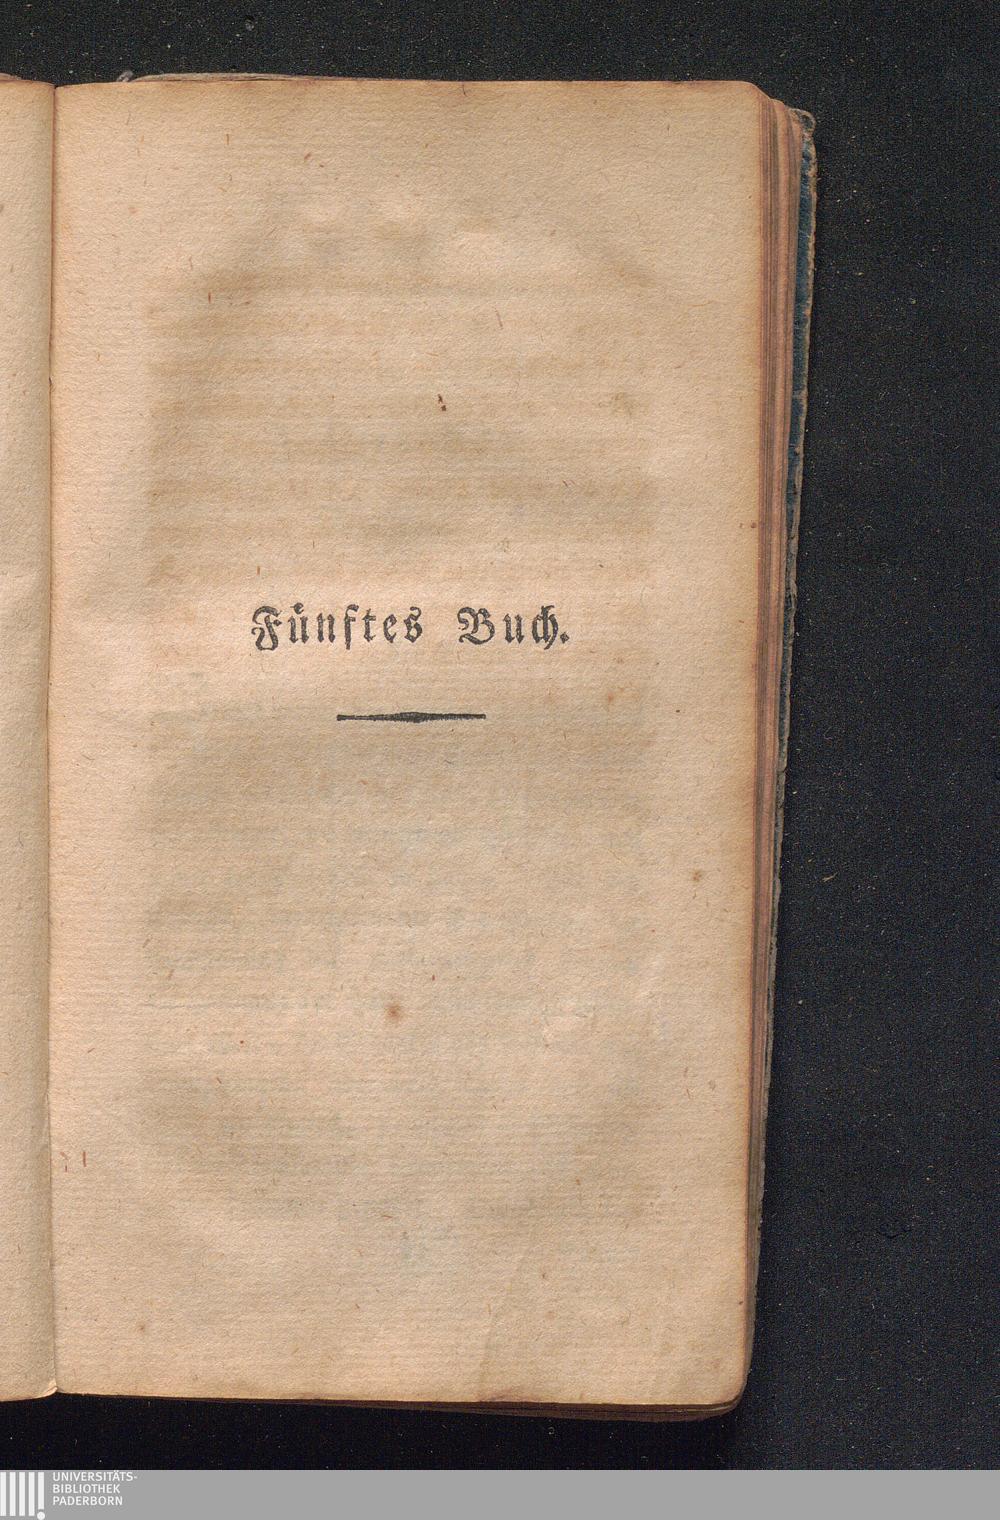 Fünftes Buch.
UNIVERSITÄTS-
BIBLIOTHEK
PADERBORN